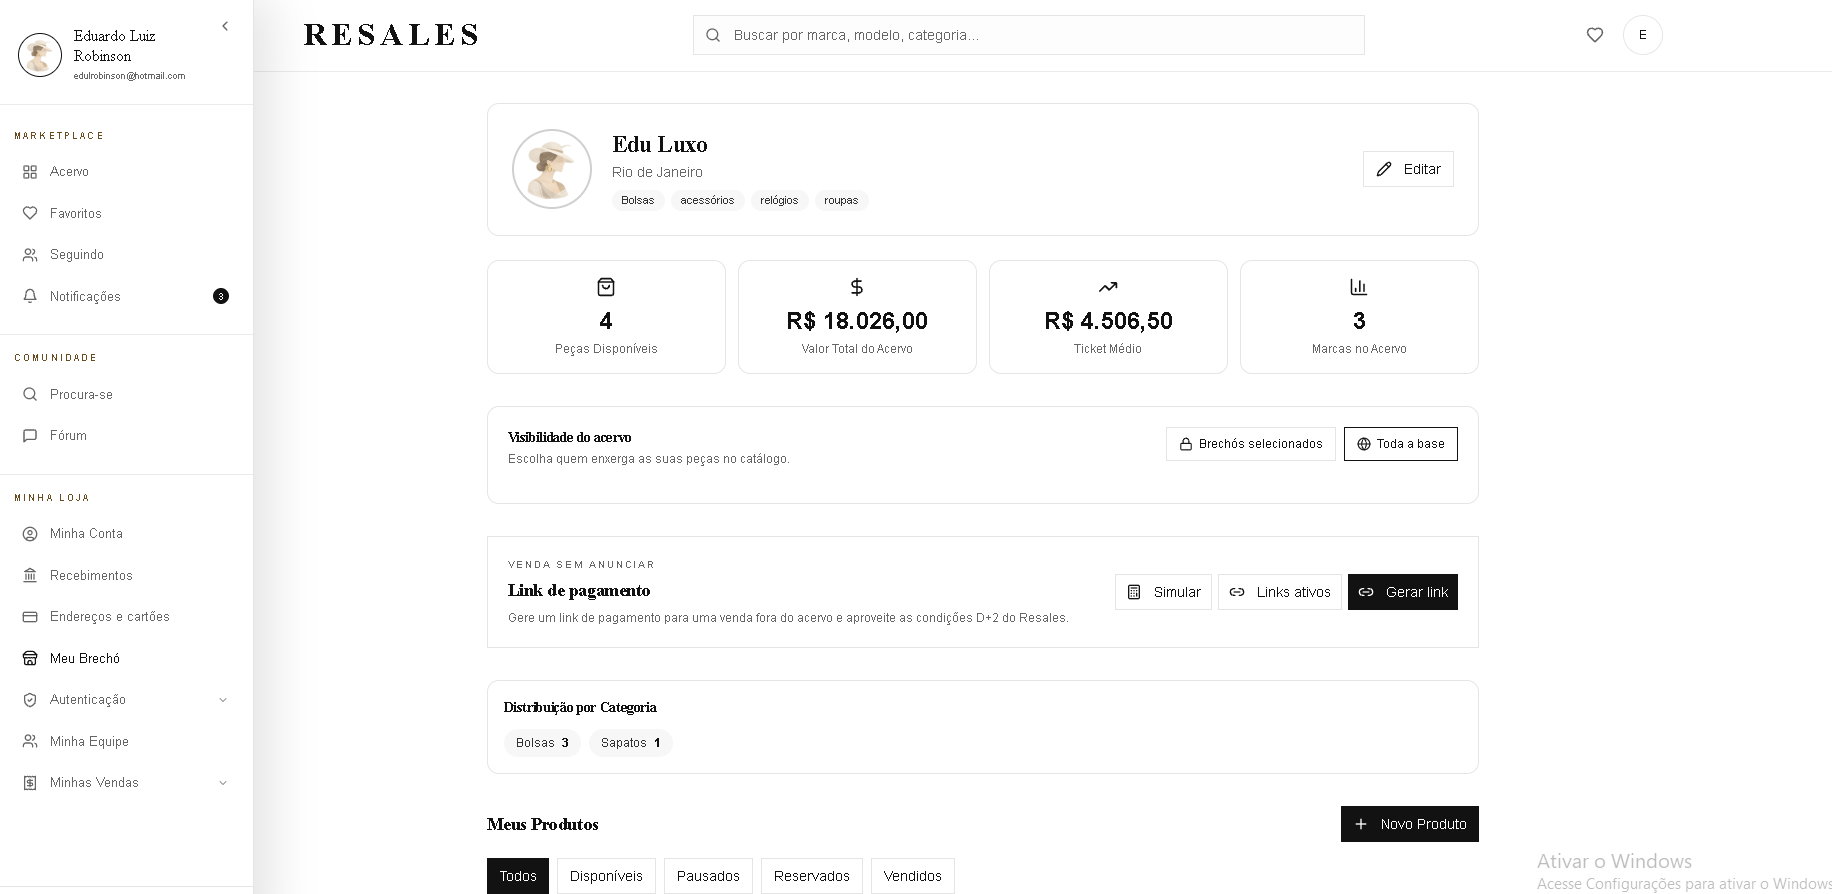 Eduardo Luiz
Robinson
edulrobinson@hotmail.com
MARKETPLACE
Acervo
Favoritos
Seguindo
Notificações 3
COMUNIDADE
Procura-se
Fórum
MINHA LOJA
Minha Conta
Recebimentos
Endereços e cartões
Meu Brechó
Autenticação
Minha Equipe
Minhas Vendas
RESALES
Buscar por marca, modelo, categoria...
E
Edu Luxo
Rio de Janeiro
Bolsas acessórios relógios roupas
Editar
4
Peças Disponíveis
R$ 18.026,00
Valor Total do Acervo
R$ 4.506,50
Ticket Médio
3
Marcas no Acervo
Visibilidade do acervo
Escolha quem enxerga as suas peças no catálogo.
Brechós selecionados Toda a base
VENDA SEM ANUNCIAR
Link de pagamento
Gere um link de pagamento para uma venda fora do acervo e aproveite as condições D+2 do Resales.
Simular Links ativos Gerar link
Distribuição por Categoria
Bolsas 3 Sapatos 1
Meus Produtos
Novo Produto
Todos Disponíveis Pausados Reservados Vendidos
Ativar o Windows
Acesse Configurações para ativar o Windows